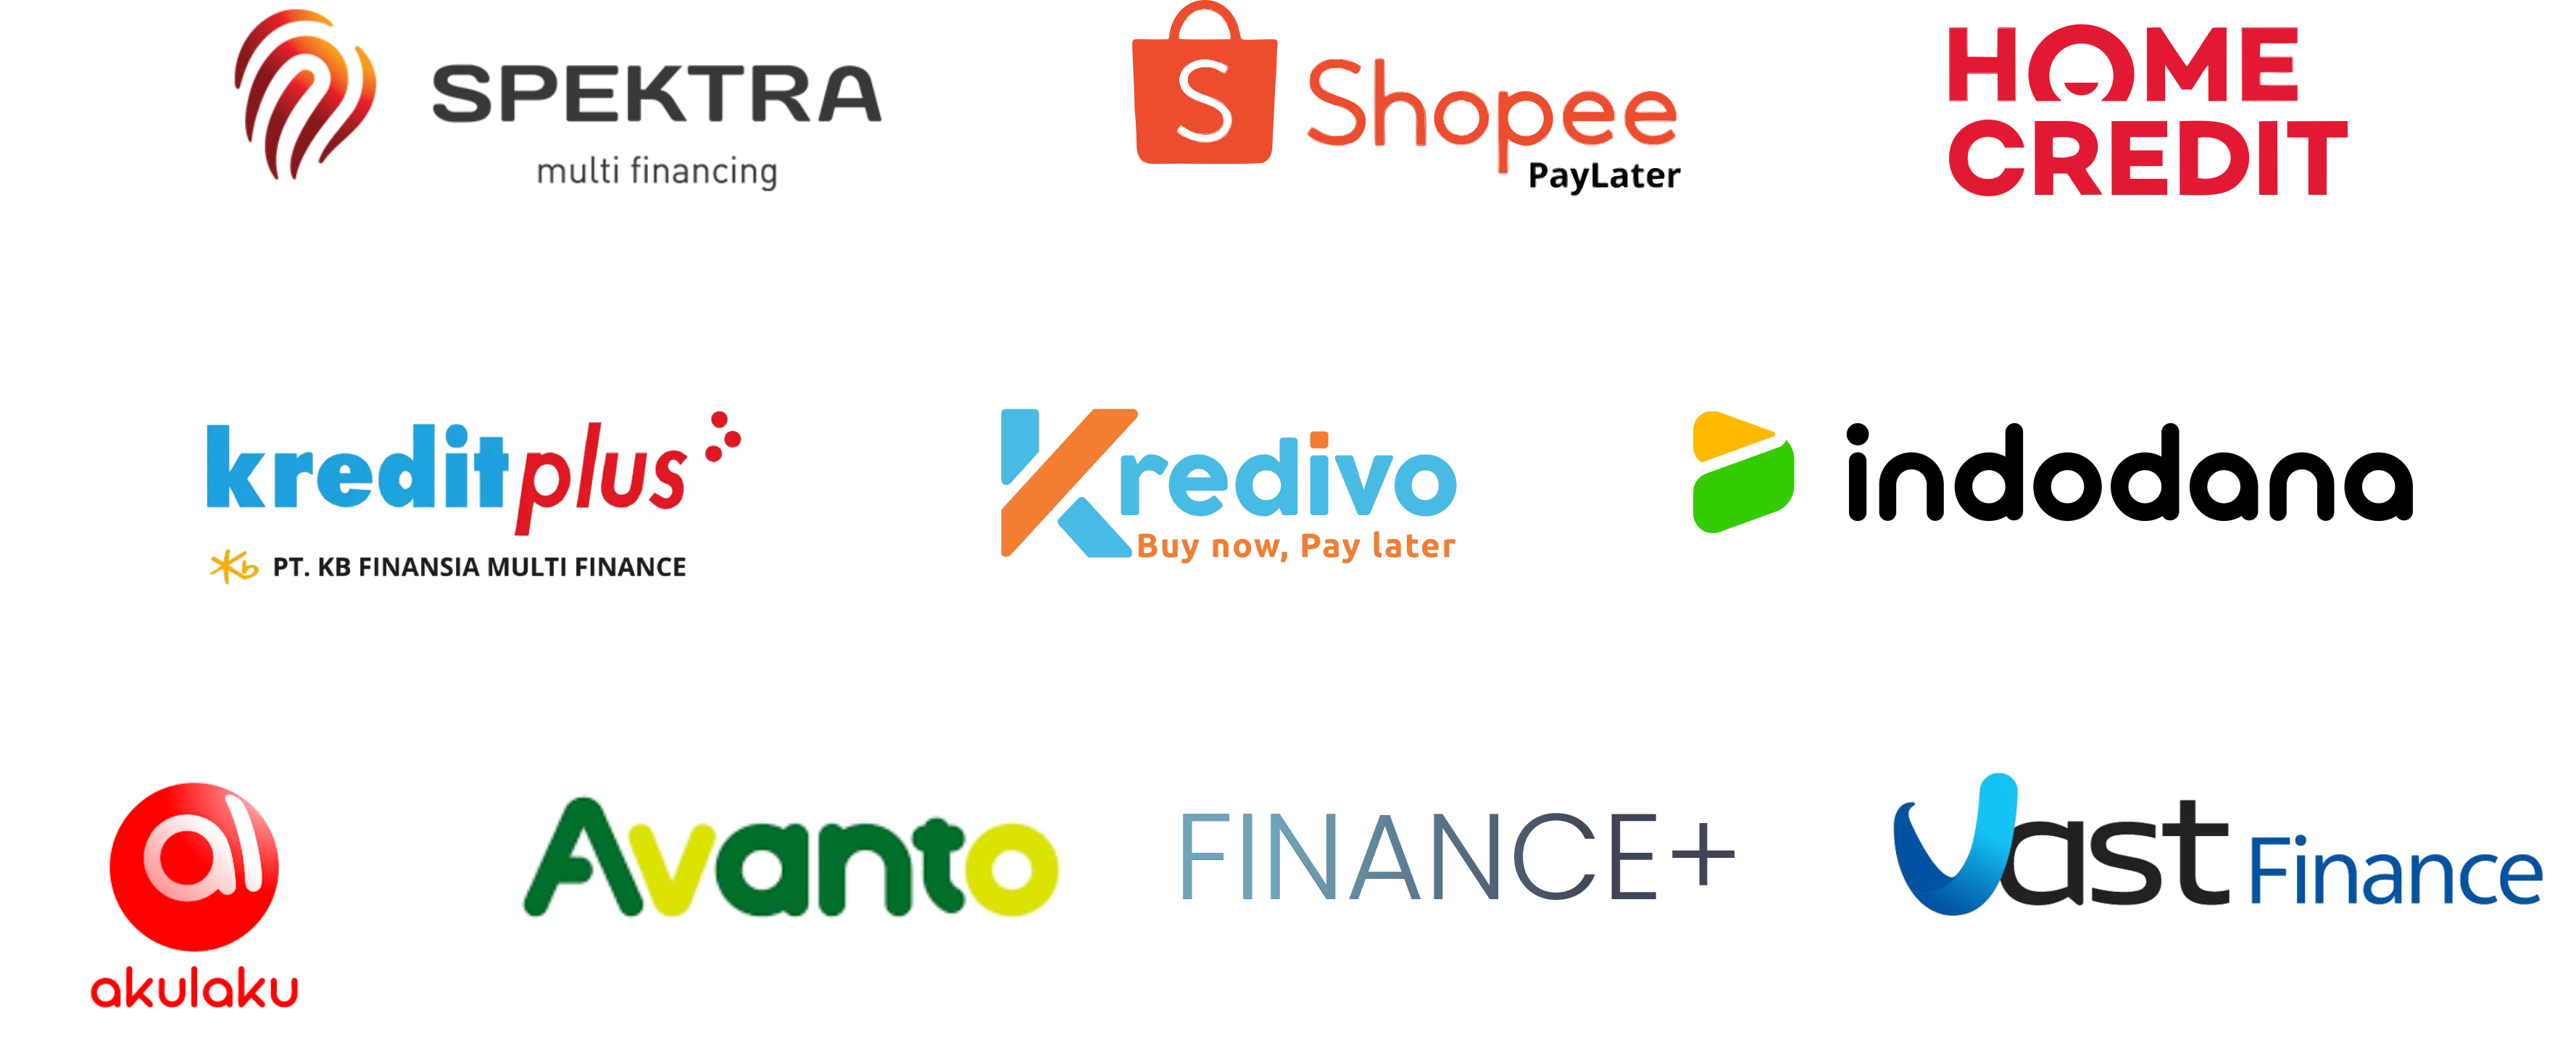 SPEKTRA
multi financing
S Shopee
PayLater
HOME
CREDIT
kreditplus
PT. KB FINANSIA MULTI FINANCE
Kredivo
Buy now, Pay later
indodana
al
akulaku
Avanto
FINANCE+
Vast Finance